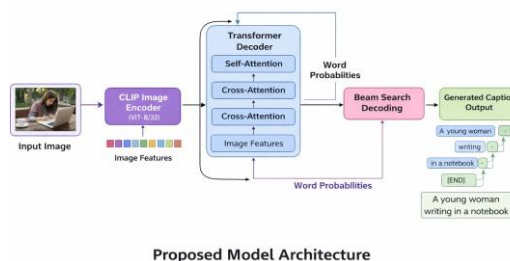 Input Image
CLIP Image
Encoder
(ViT-B/32)
Image Features
Transformer
Decoder
Self-Attention
Cross-Attention
Cross-Attention
Image Features
Word
Probablities
Word Probabilities
Beam Search
Decoding
Generated Caption
Output
A young woman
writing
in a notebook
[END]
A young woman
writing in a notebook
Proposed Model Architecture